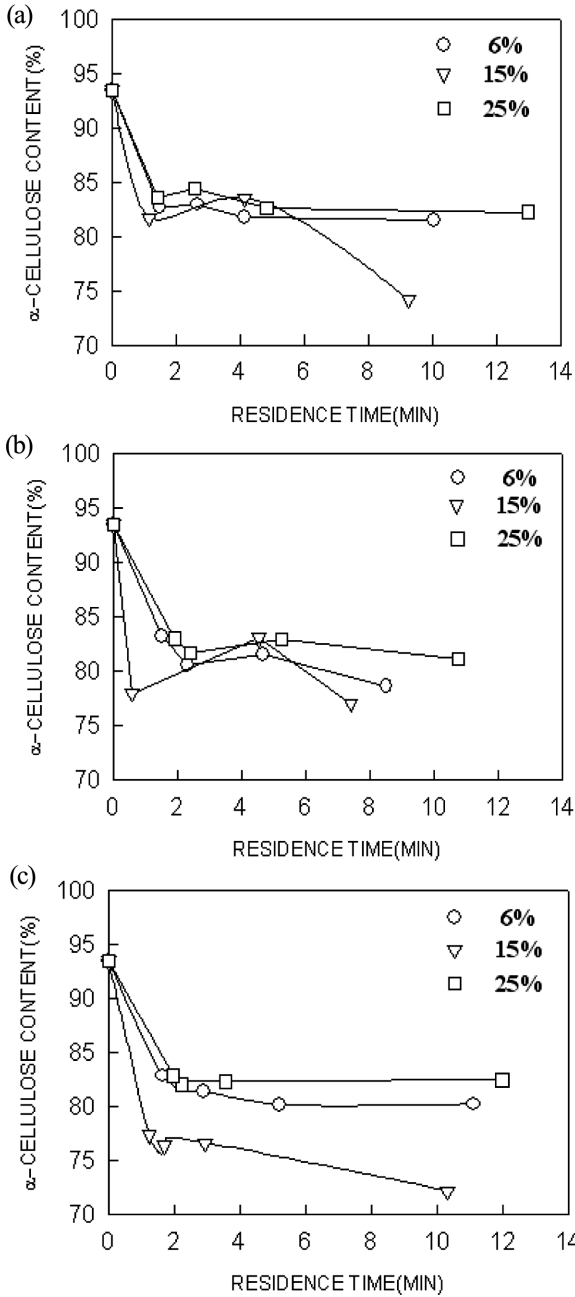 (a)
100
95
90
85
80
75
70
α-CELLULOSE CONTENT(%)
6%
15%
25%
0 2 4 6 8 10 12 14
RESIDENCE TIME(MIN)
(b)
100
95
90
85
80
75
70
α-CELLULOSE CONTENT(%)
6%
15%
25%
0 2 4 6 8 10 12 14
RESIDENCE TIME(MIN)
(c)
100
95
90
85
80
75
70
α-CELLULOSE CONTENT(%)
6%
15%
25%
0 2 4 6 8 10 12 14
RESIDENCE TIME(MIN)